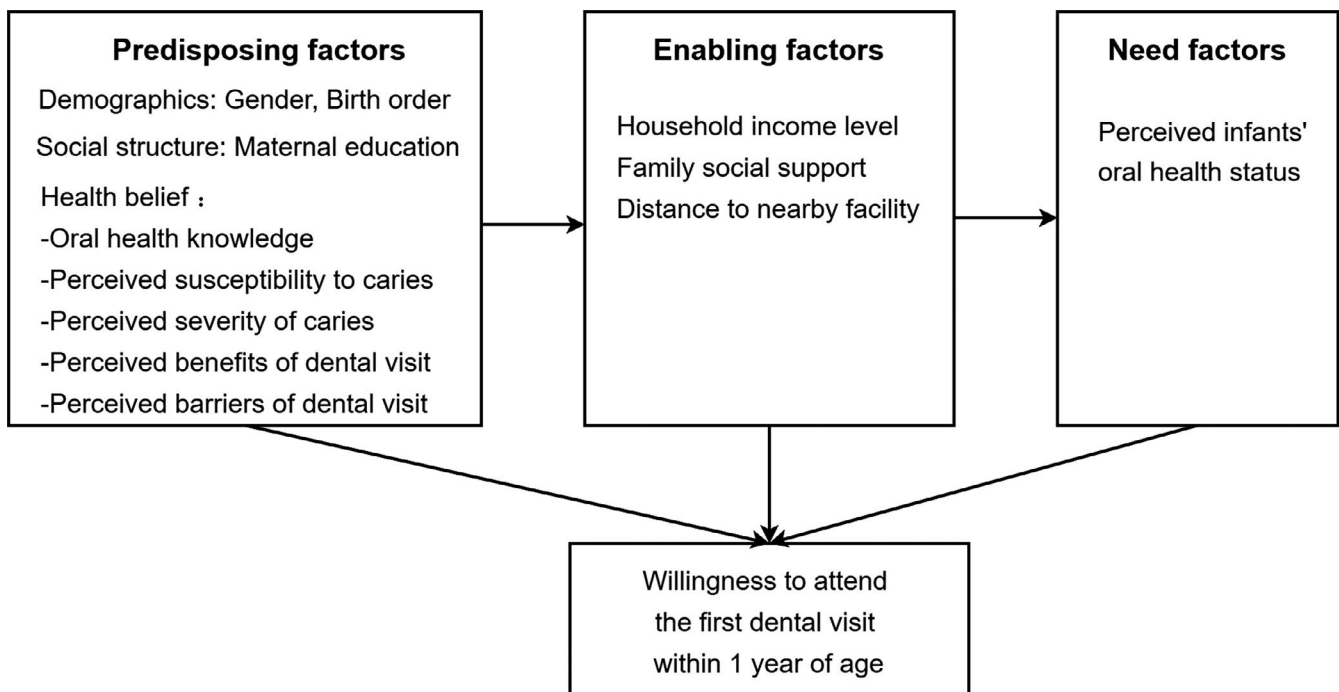 Predisposing factors
Demographics: Gender, Birth order
Social structure: Maternal education
Health belief：
-Oral health knowledge
-Perceived susceptibility to caries
-Perceived severity of caries
-Perceived benefits of dental visit
-Perceived barriers of dental visit
Enabling factors
Household income level
Family social support
Distance to nearby facility
Need factors
Perceived infants'
oral health status
Willingness to attend
the first dental visit
within 1 year of age